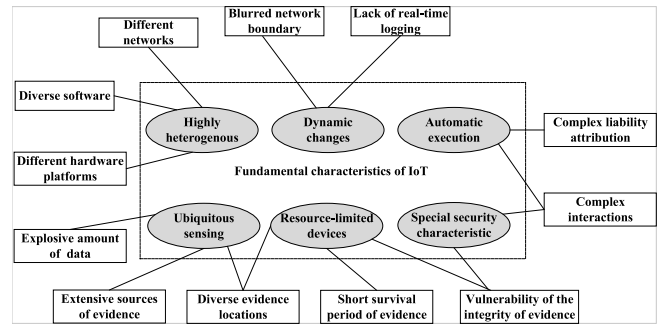 Different
networks
Blurred network
boundary
Lack of real-time
logging
Diverse software
Highly
heterogenous
Dynamic
changes
Automatic
execution
Complex liability
attribution
Different hardware
platforms
Fundamental characteristics of IoT
Ubiquitous
sensing
Resource-limited
devices
Special security
characteristic
Complex
interactions
Explosive amount
of data
Extensive sources
of evidence
Diverse evidence
locations
Short survival
period of evidence
Vulnerability of the
integrity of evidence